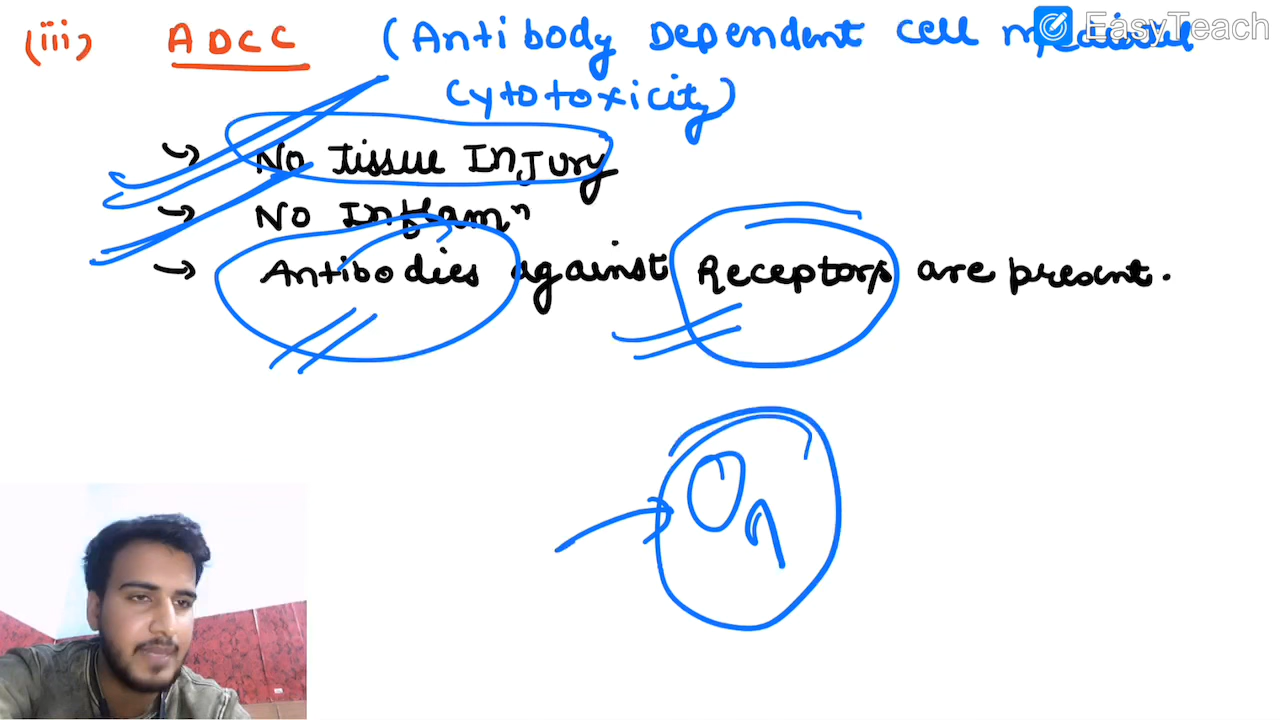 (iii) ADCC (Antibody Dependent cell
Cytotoxicity)
→ No Tissue Injury
→ No Inflamⁿ
→ Antibodies against Receptors are present.
EasyTeach